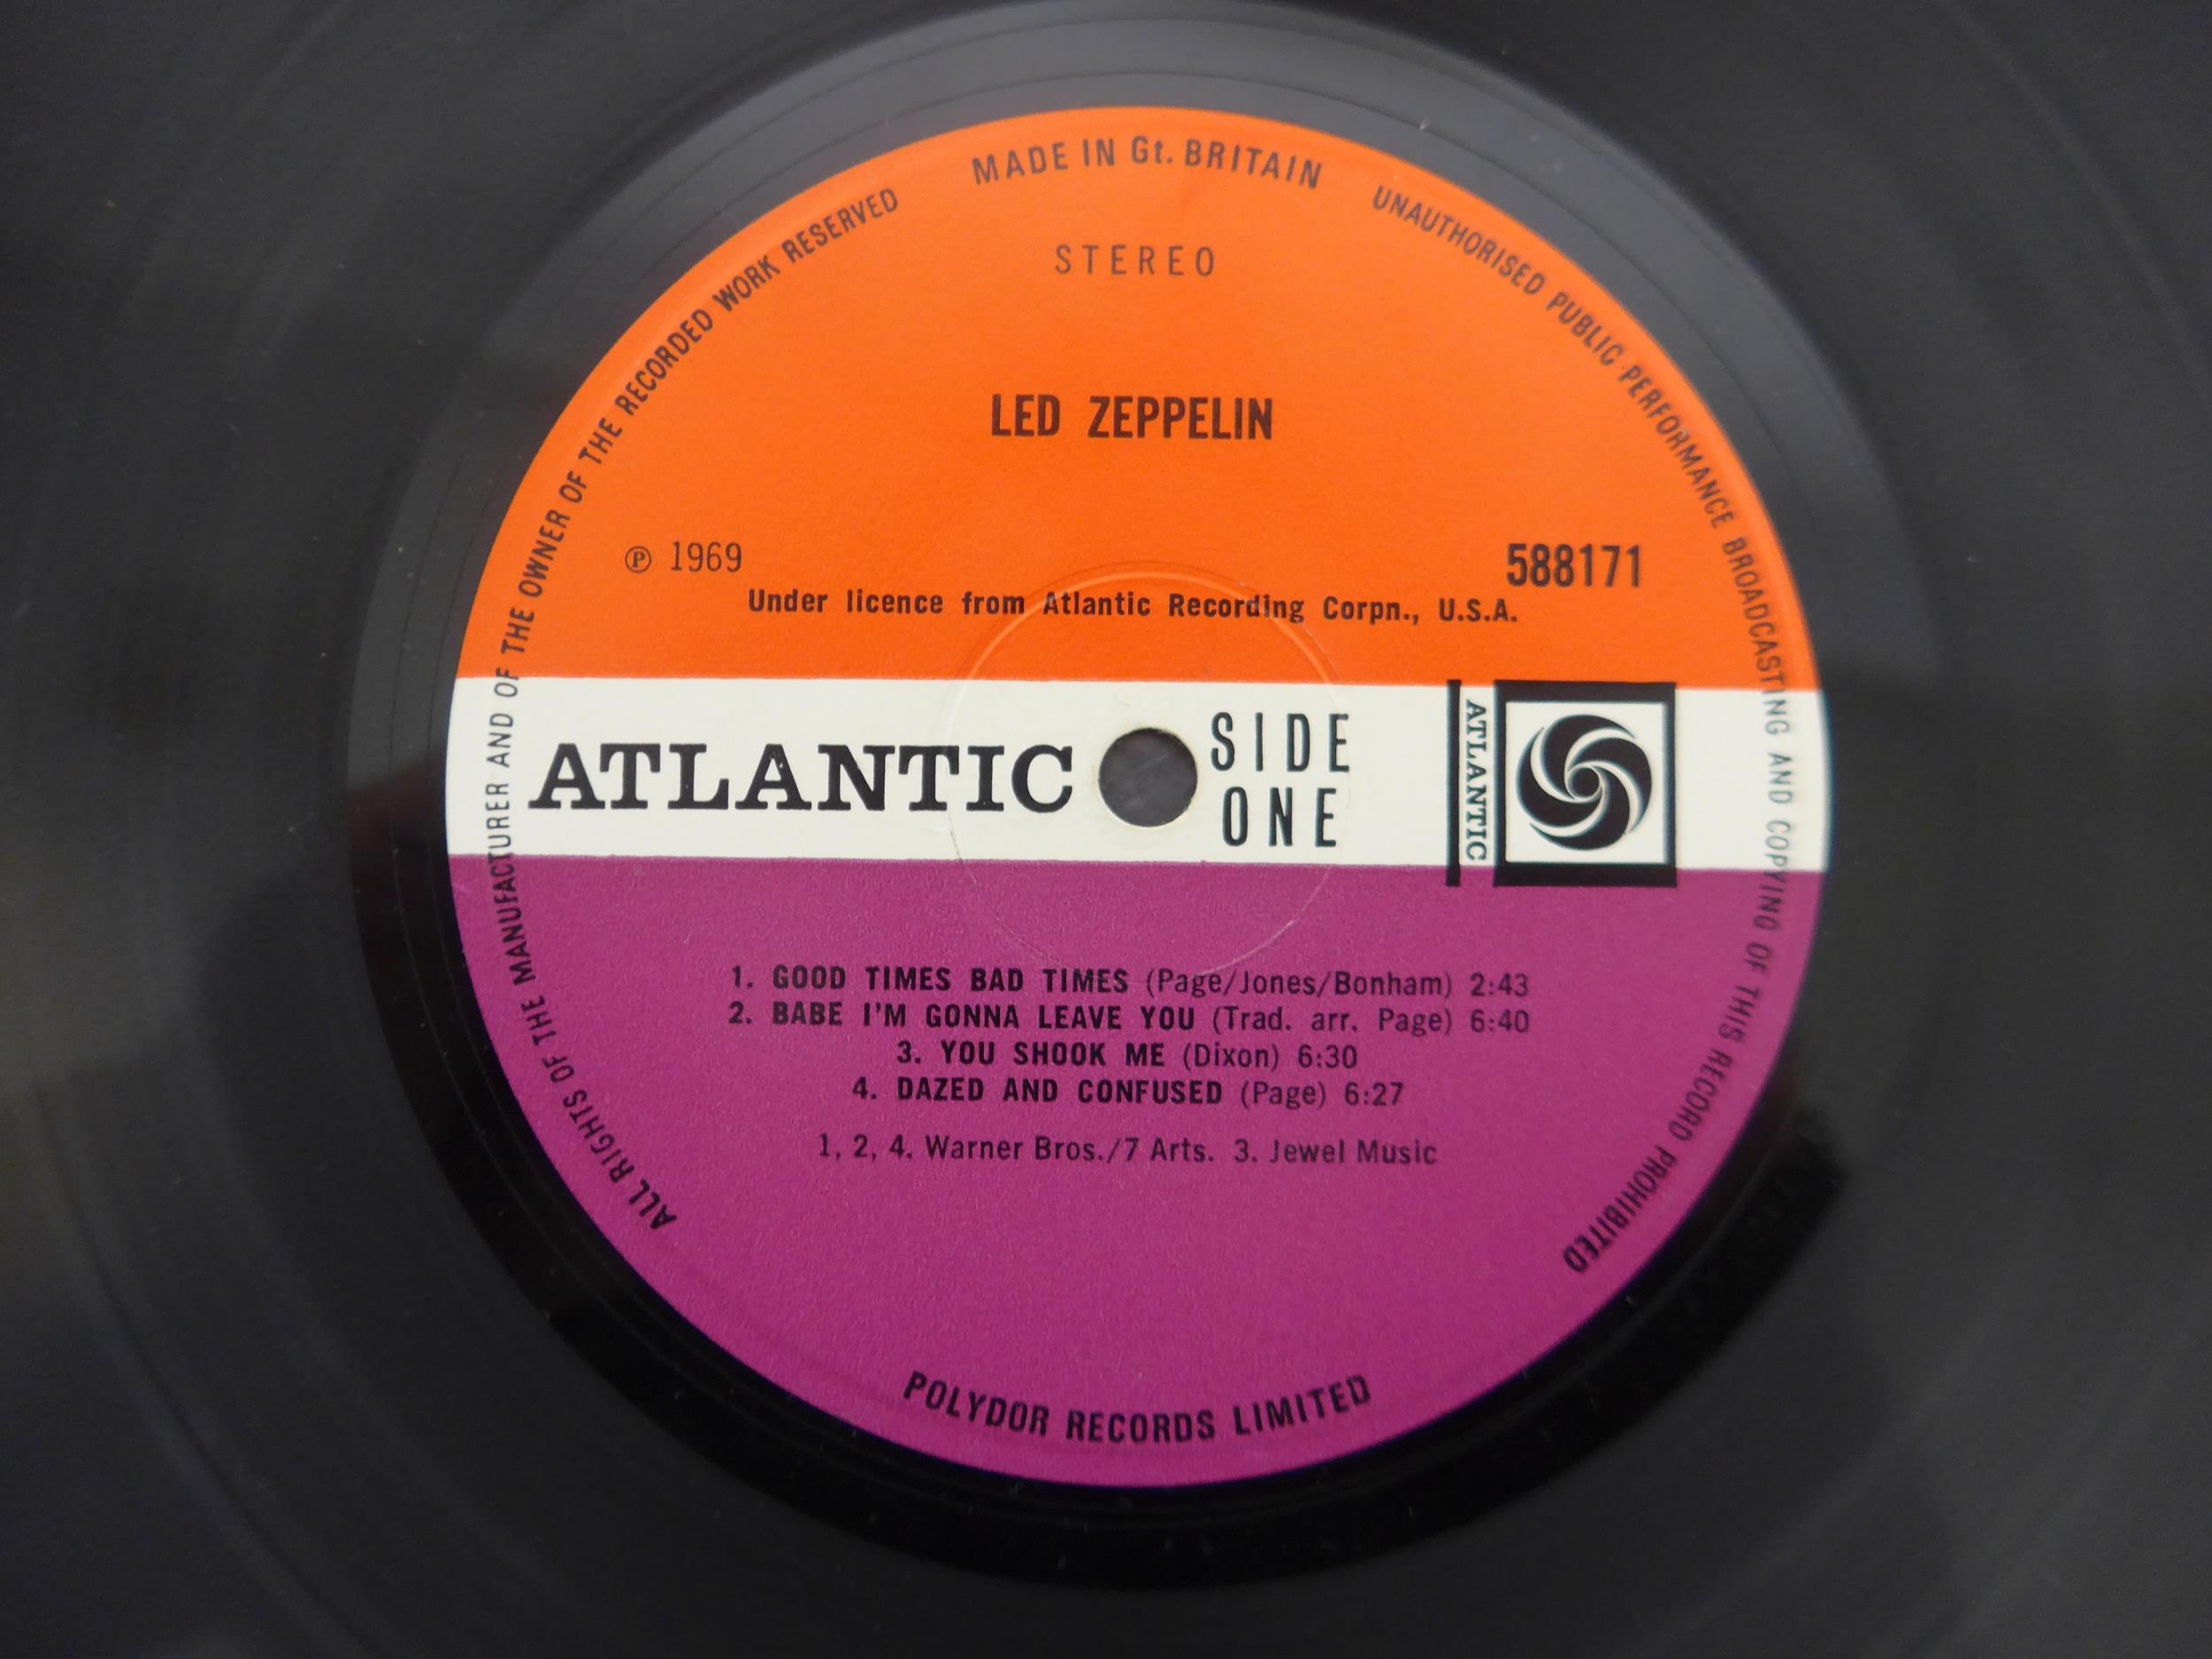 MADE IN Gt. BRITAIN
UNAUTHORISED PUBLIC PERFORMANCE BROADCASTING AND COPYING OF THIS RECORD PROHIBITED
ALL RIGHTS OF THE MANUFACTURER AND OF THE OWNER OF THE RECORDED WORK RESERVED
STEREO
LED ZEPPELIN
℗ 1969
588171
Under licence from Atlantic Recording Corpn., U.S.A.
ATLANTIC
SIDE
ONE
ATLANTIC
1. GOOD TIMES BAD TIMES (Page/Jones/Bonham) 2:43
2. BABE I'M GONNA LEAVE YOU (Trad. arr. Page) 6:40
3. YOU SHOOK ME (Dixon) 6:30
4. DAZED AND CONFUSED (Page) 6:27
1, 2, 4. Warner Bros./7 Arts. 3. Jewel Music
POLYDOR RECORDS LIMITED